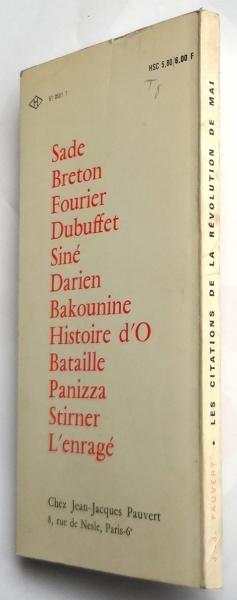 H
HSC 5,80/6,00 F
Sade
Breton
Fourier
Dubuffet
Siné
Darien
Bakounine
Histoire d'O
Bataille
Panizza
Stirner
L'enragé
Chez Jean-Jacques Pauvert
8, rue de Nesle, Paris-6e
PAUVERT • LES CITATIONS DE LA RÉVOLUTION DE MAI